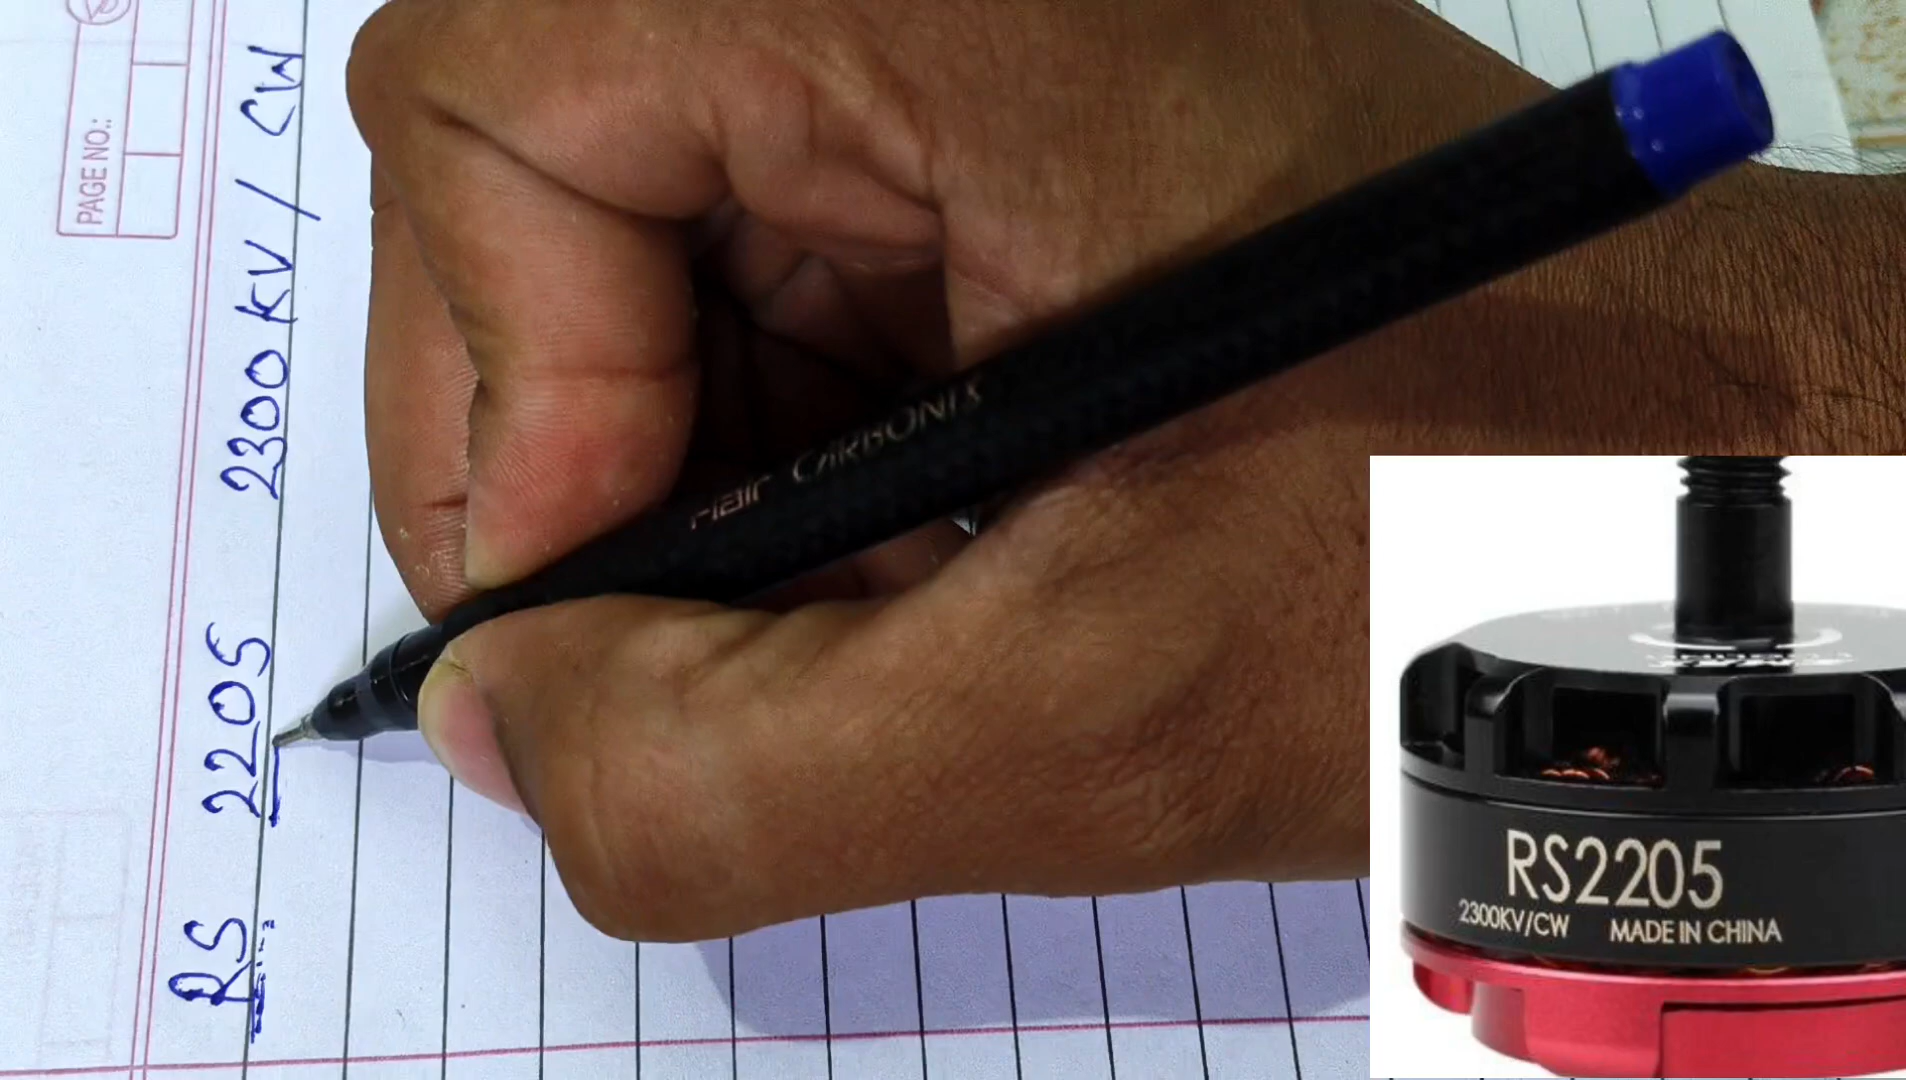 PAGE NO.:
RS 2205 2300 KV / CW
Hair CARBONIX
RS2205
2300KV/CW MADE IN CHINA